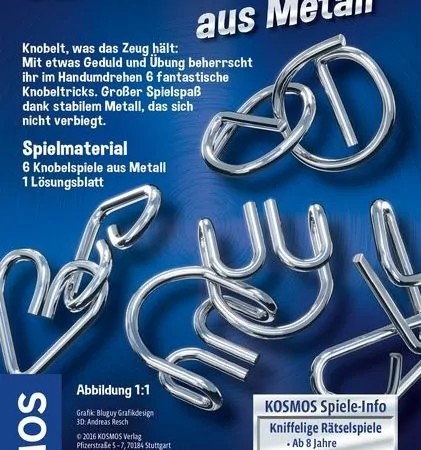 aus Metall
Knobelt, was das Zeug hält:
Mit etwas Geduld und Übung beherrscht
ihr im Handumdrehen 6 fantastische
Knobeltricks. Großer Spielspaß
dank stabilem Metall, das sich
nicht verbiegt.
Spielmaterial
6 Knobelspiele aus Metall
1 Lösungsblatt
Abbildung 1:1
Grafik: Bluguy Grafikdesign
3D: Andreas Resch
© 2016 KOSMOS Verlag
Pfizerstraße 5 – 7, 70184 Stuttgart
MOS
KOSMOS Spiele-Info
Kniffelige Rätselspiele
• Ab 8 Jahre